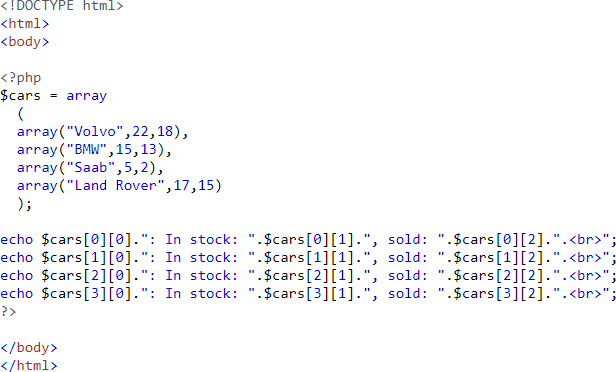 <!DOCTYPE html>
<html>
<body>

<?php
$cars = array
  (
  array("Volvo",22,18),
  array("BMW",15,13),
  array("Saab",5,2),
  array("Land Rover",17,15)
  );

echo $cars[0][0].": In stock: ".$cars[0][1].", sold: ".$cars[0][2].".<br>";
echo $cars[1][0].": In stock: ".$cars[1][1].", sold: ".$cars[1][2].".<br>";
echo $cars[2][0].": In stock: ".$cars[2][1].", sold: ".$cars[2][2].".<br>";
echo $cars[3][0].": In stock: ".$cars[3][1].", sold: ".$cars[3][2].".<br>";
?>

</body>
</html>